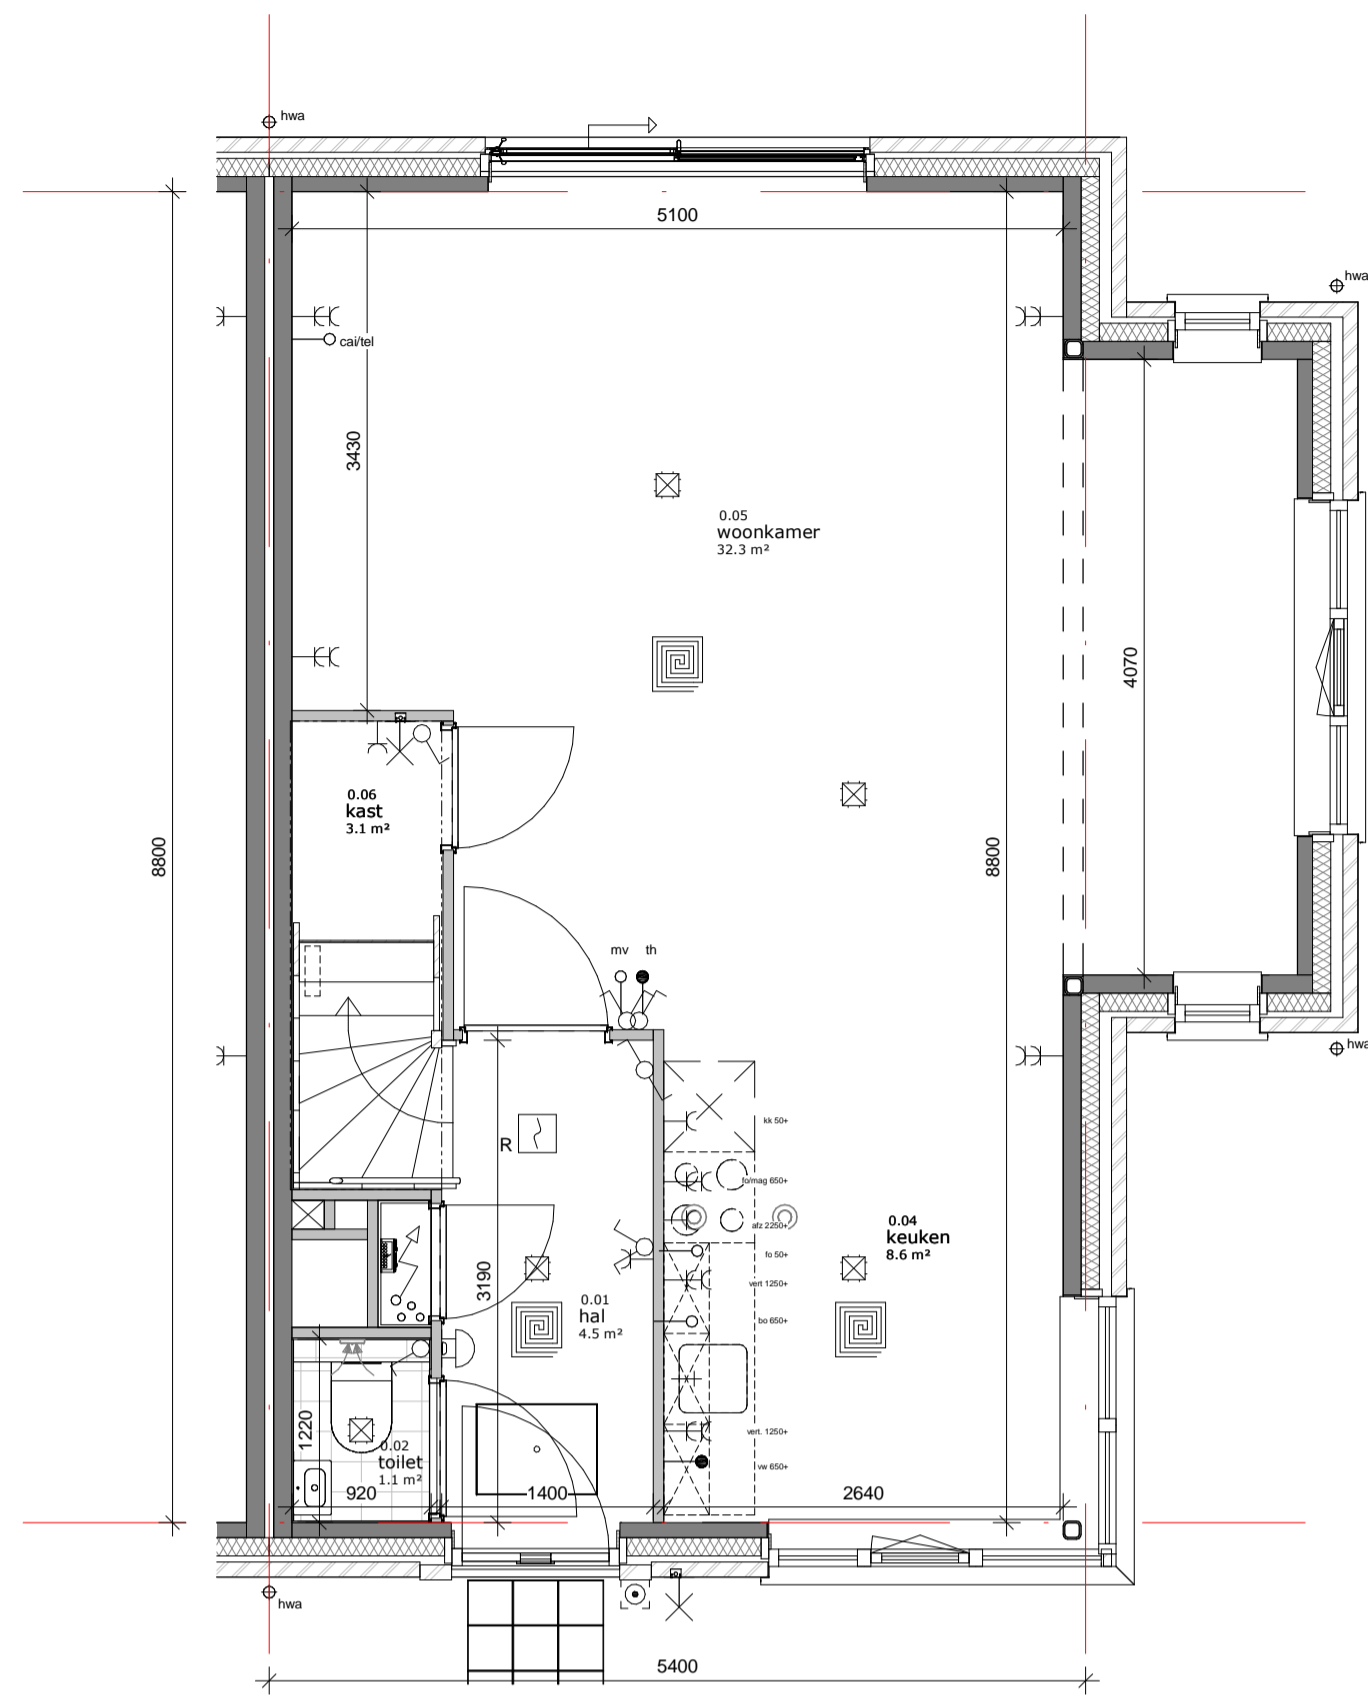 hwa
5100
hwa
cai/tel
3430
0.05
woonkamer
32.3 m²
4070
0.06
kast
3.1 m²
8800
8800
mv th
hwa
kk 50+
R
fo/mag 650+
afz 2250+
0.04
keuken
8.6 m²
fo 50+
vert 1250+
3190
0.01
hal
4.5 m²
bo 650+
1220
vert. 1250+
0.02
toilet
1.1 m²
vw 650+
920
1400
2640
hwa
5400